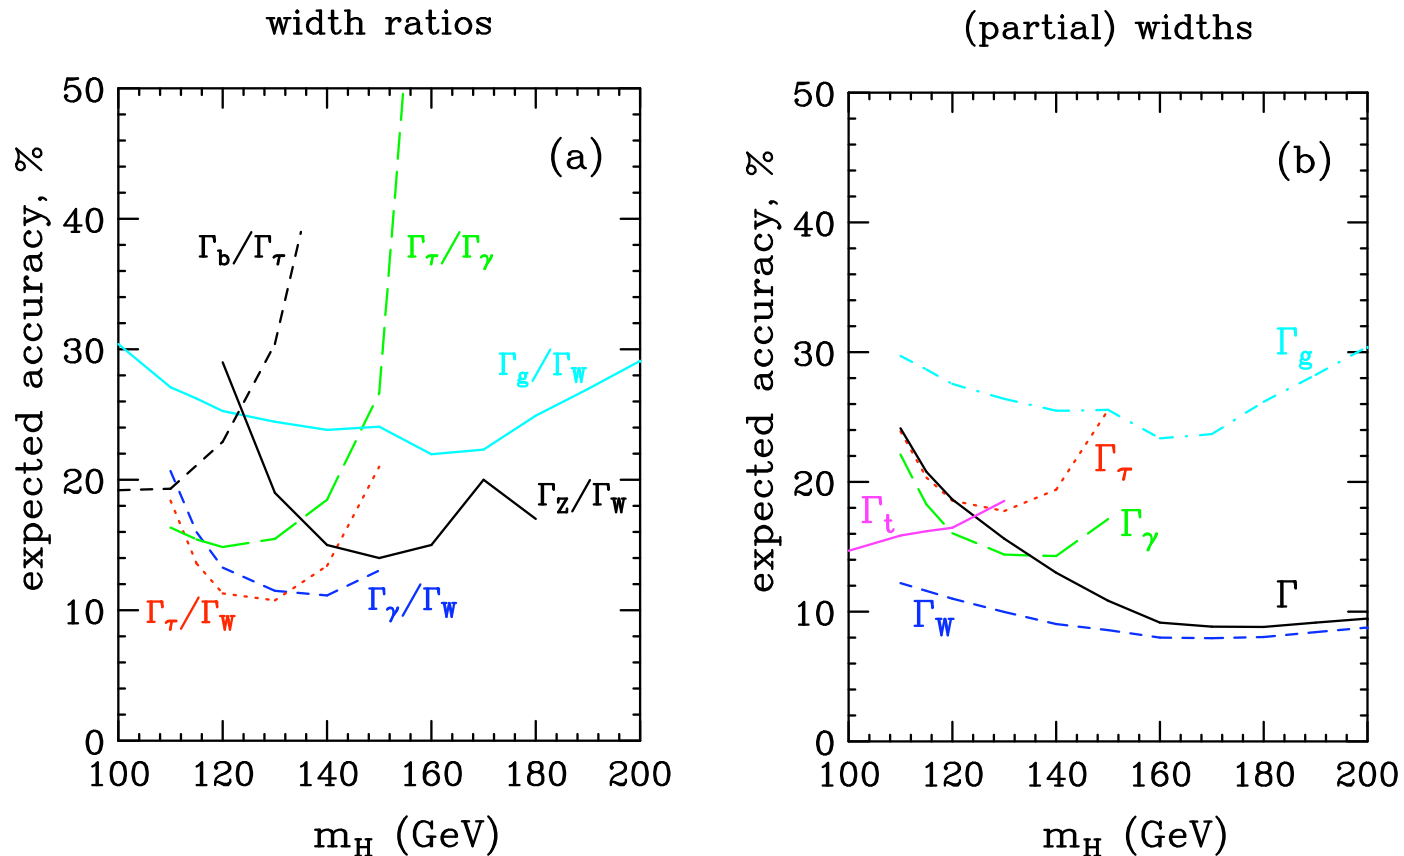 width ratios
(partial) widths
expected accuracy, %
50
40
30
20
10
0
(a)
Γb/Γτ
Γτ/Γγ
Γg/ΓW
ΓZ/ΓW
Γτ/ΓW
Γγ/ΓW
100 120 140 160 180 200
mH (GeV)
expected accuracy, %
50
40
30
20
10
0
(b)
Γg
Γτ
Γt
Γγ
Γ
ΓW
100 120 140 160 180 200
mH (GeV)